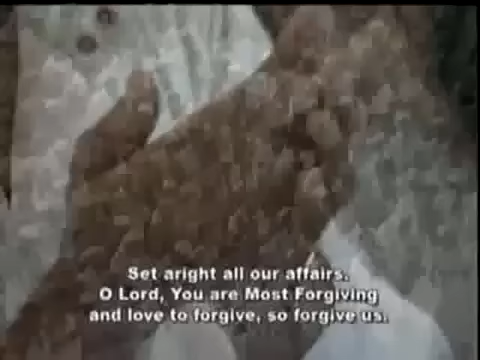 Set aright all our affairs.
O Lord, You are Most Forgiving
and love to forgive, so forgive us.